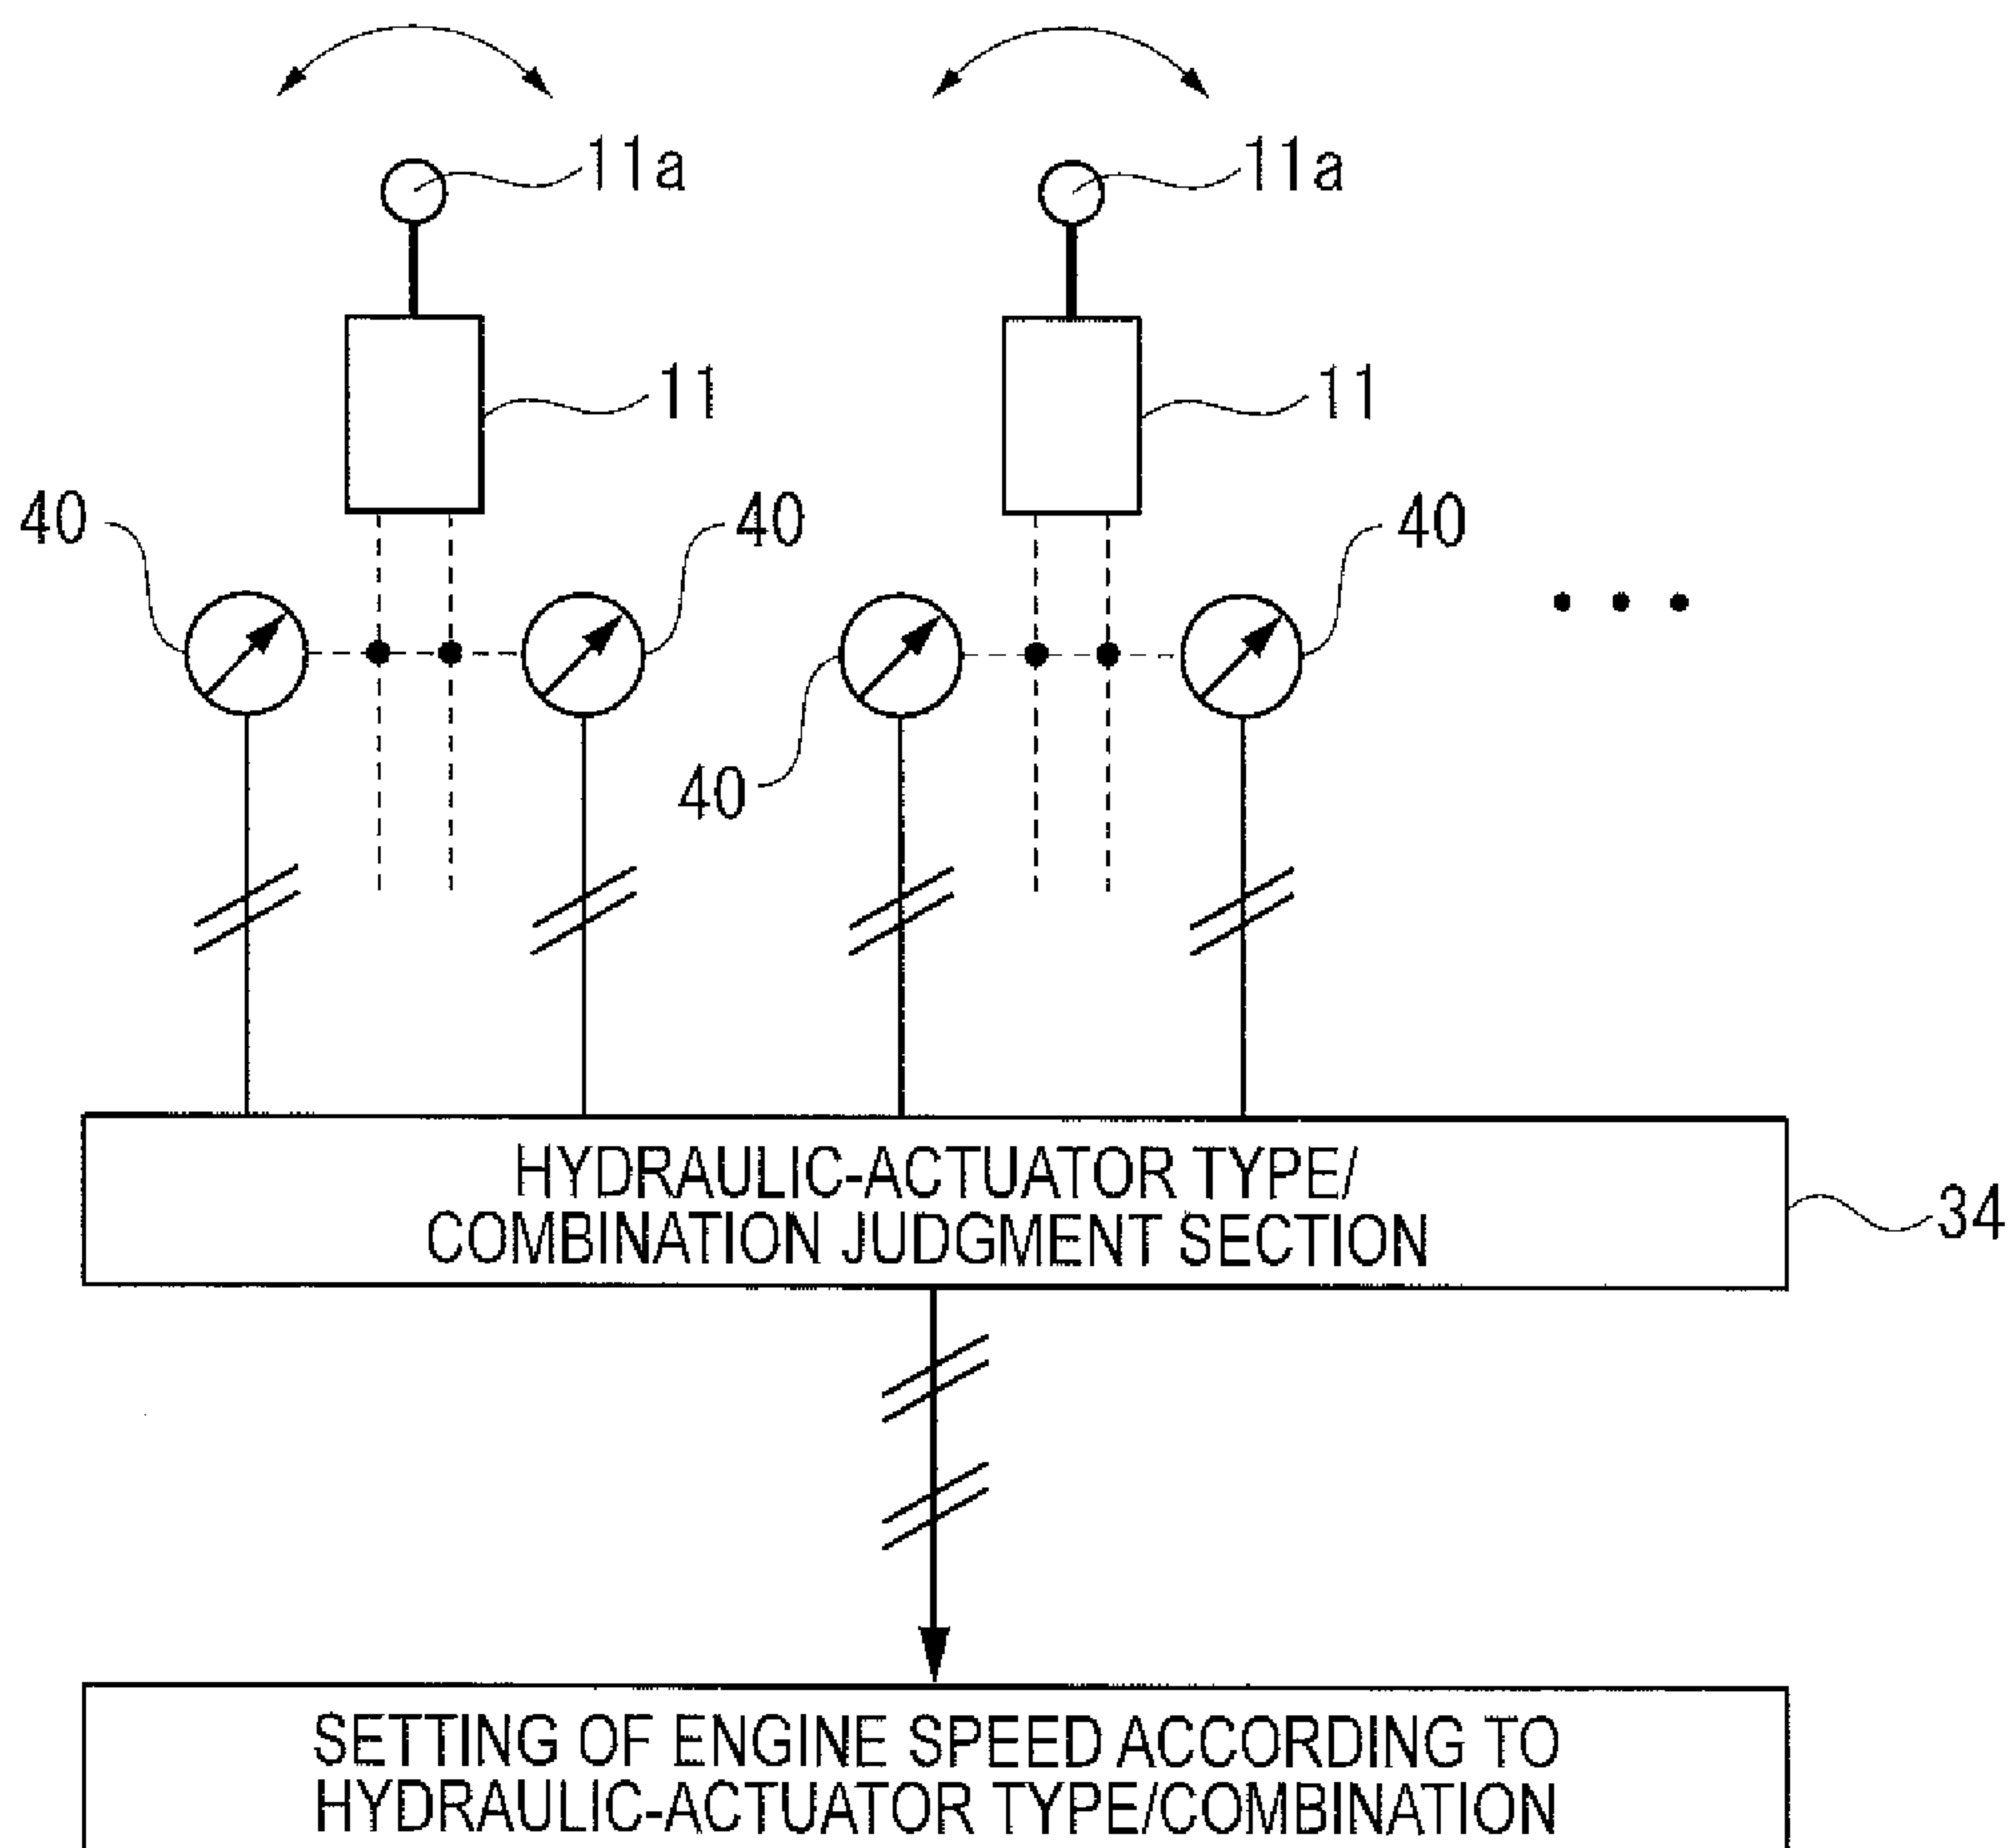 11a
11a
11
11
40
40
40
40
HYDRAULIC-ACTUATOR TYPE/
COMBINATION JUDGMENT SECTION
34
SETTING OF ENGINE SPEED ACCORDING TO
HYDRAULIC-ACTUATOR TYPE/COMBINATION